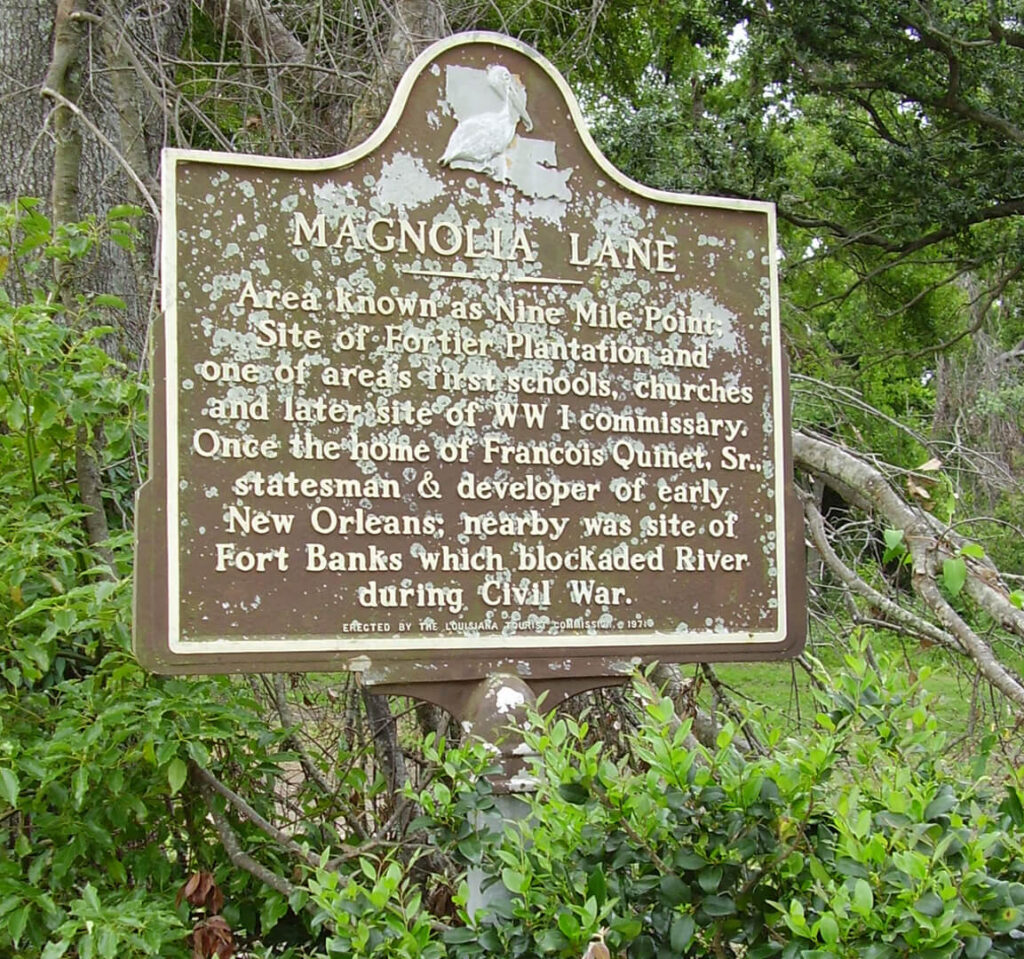 MAGNOLIA LANE
Area known as Nine Mile Point;
Site of Fortier Plantation and
one of area's first schools, churches
and later site of WW I commissary.
Once the home of Francois Quinet, Sr.,
statesman & developer of early
New Orleans; nearby was site of
Fort Banks which blockaded River
during Civil War.
ERECTED BY THE LOUISIANA TOURIST COMMISSION, 1971